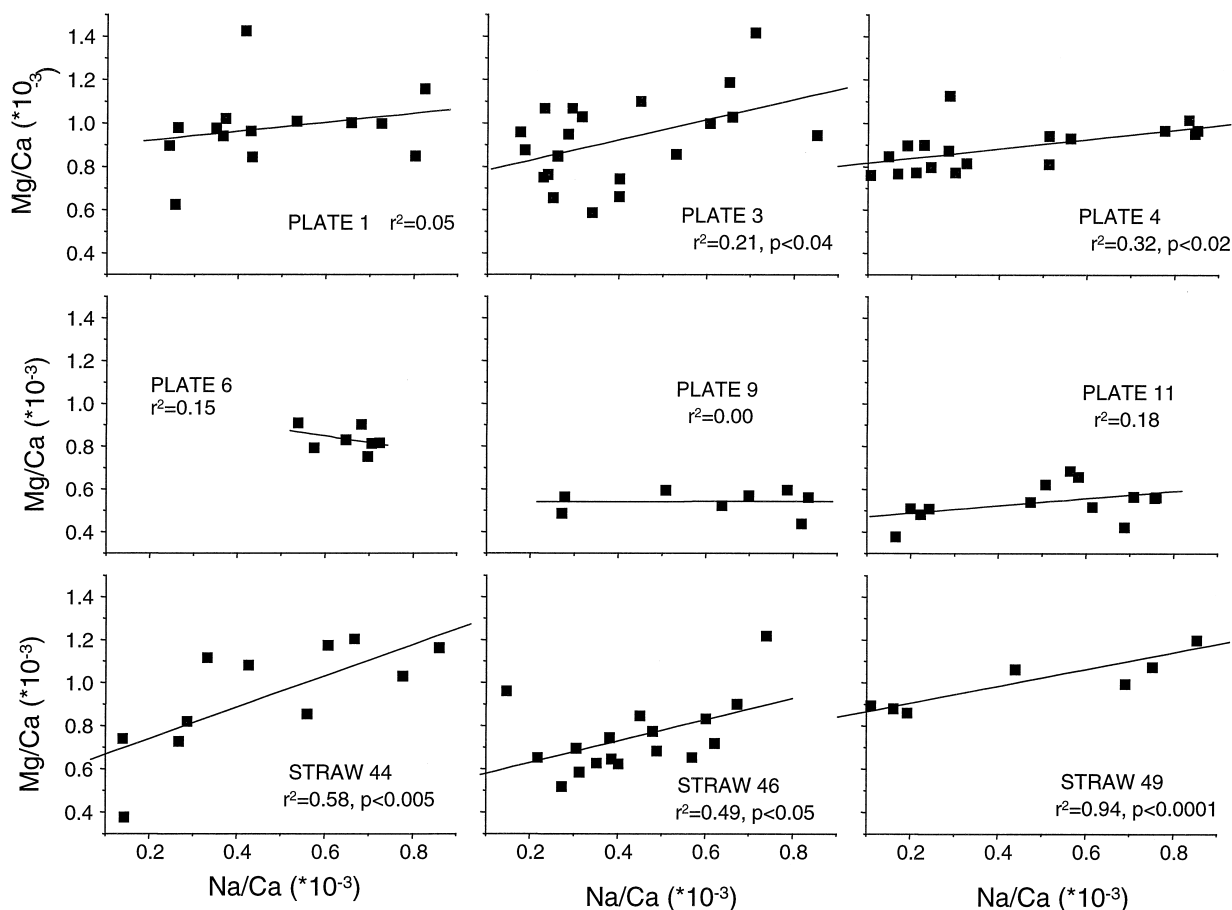 1.4
1.2
1.0
0.8
0.6
0.4
Mg/Ca (*10⁻³)
PLATE 1 r²=0.05
PLATE 3
r²=0.21, p<0.04
PLATE 4
r²=0.32, p<0.02
1.4
1.2
1.0
0.8
0.6
0.4
Mg/Ca (*10⁻³)
PLATE 6
r²=0.15
PLATE 9
r²=0.00
PLATE 11
r²=0.18
1.4
1.2
1.0
0.8
0.6
0.4
Mg/Ca (*10⁻³)
STRAW 44
r²=0.58, p<0.005
STRAW 46
r²=0.49, p<0.05
STRAW 49
r²=0.94, p<0.0001
0.2 0.4 0.6 0.8
0.2 0.4 0.6 0.8
0.2 0.4 0.6 0.8
Na/Ca (*10⁻³)
Na/Ca (*10⁻³)
Na/Ca (*10⁻³)